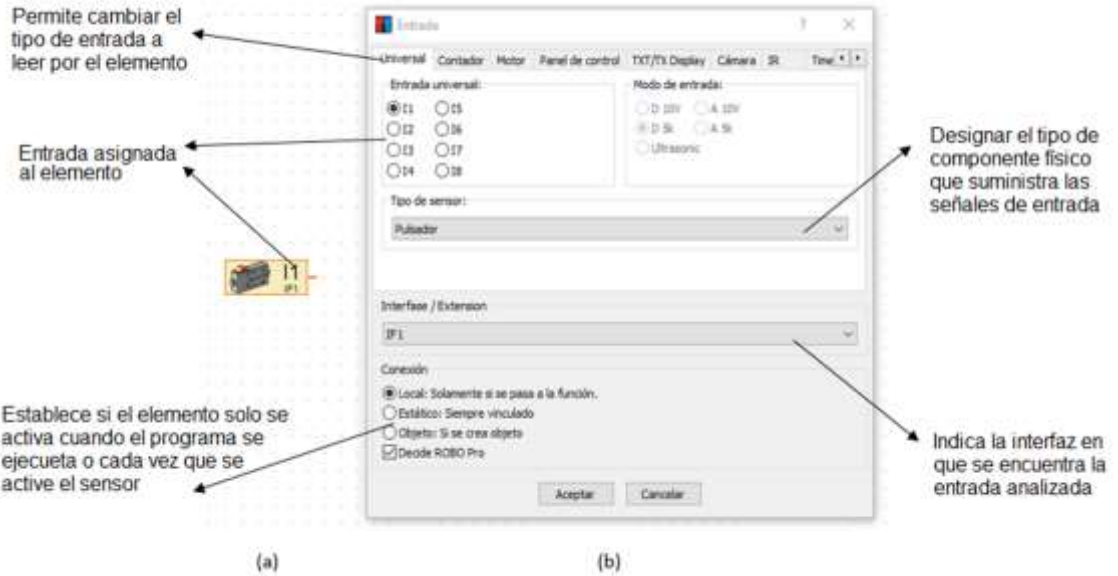 Permite cambiar el
tipo de entrada a
leer por el elemento
Entrada asignada
al elemento
I1
IF1
Establece si el elemento solo se
activa cuando el programa se
ejecueta o cada vez que se
active el sensor
(a)
Entrada
?
Universal Contador Motor Panel de control TXT/TX Display Cámara IR Time
Entrada universal:
I1 I5
I2 I6
I3 I7
I4 I8
Modo de entrada:
D 10V A 10V
D 5k A 5k
Ultrasonic
Tipo de sensor:
Pulsador
Interfase / Extension
IF1
Conexión
Local: Solamente si se pasa a la función.
Estático: Siempre vinculado
Objeto: Si se crea objeto
Decide ROBO Pro
Aceptar Cancelar
(b)
Designar el tipo de
componente físico
que suministra las
señales de entrada
Indica la interfaz en
que se encuentra la
entrada analizada